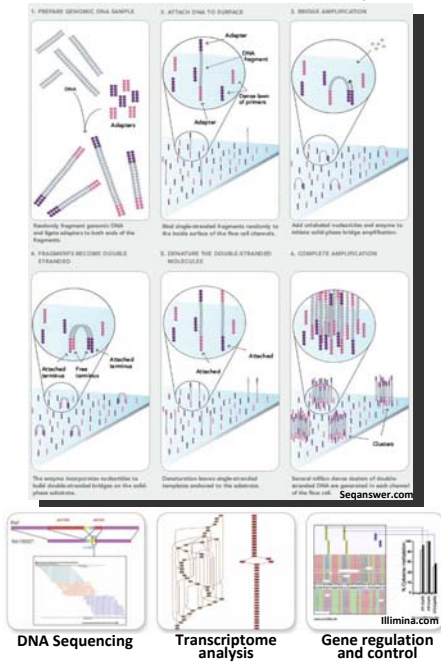 1. PREPARE GENOMIC DNA SAMPLE
DNA
Adapters
Randomly fragment genomic DNA
and ligate adapters to both ends of the
fragments.
2. ATTACH DNA TO SURFACE
Adapter
DNA
fragment
Dense lawn
of primers
Adapter
Bind single-stranded fragments randomly to
the inside surface of the flow cell channels.
3. BRIDGE AMPLIFICATION
Add unlabeled nucleotides and enzyme to
initiate solid-phase bridge amplification.
4. FRAGMENTS BECOME DOUBLE
STRANDED
Attached
terminus
Free
terminus
Attached
terminus
The enzyme incorporates nucleotides to
build double-stranded bridges on the solid-
phase substrate.
5. DENATURE THE DOUBLE-STRANDED
MOLECULES
Attached
Attached
Denaturation leaves single-stranded
templates anchored to the substrate.
6. COMPLETE AMPLIFICATION
Clusters
Several million dense clusters of double-
stranded DNA are generated in each channel
of the flow cell.
Seqanswer.com
Illimina.com
DNA Sequencing
Transcriptome
analysis
Gene regulation
and control